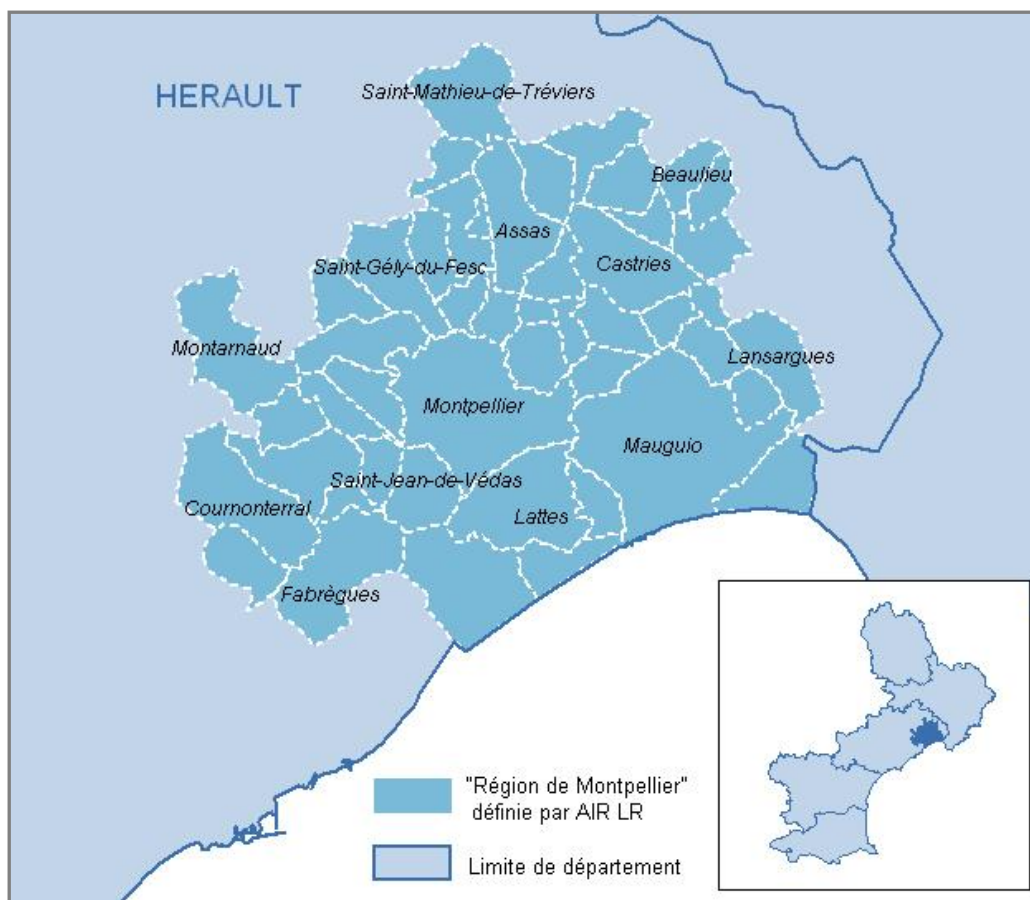 HERAULT
Saint-Mathieu-de-Tréviers
Beaulieu
Assas
Saint-Gély-du-Fesc
Castries
Montarnaud
Lansargues
Montpellier
Mauguio
Saint-Jean-de-Védas
Cournonterral
Lattes
Fabrègues
"Région de Montpellier"
définie par AIR LR
Limite de département